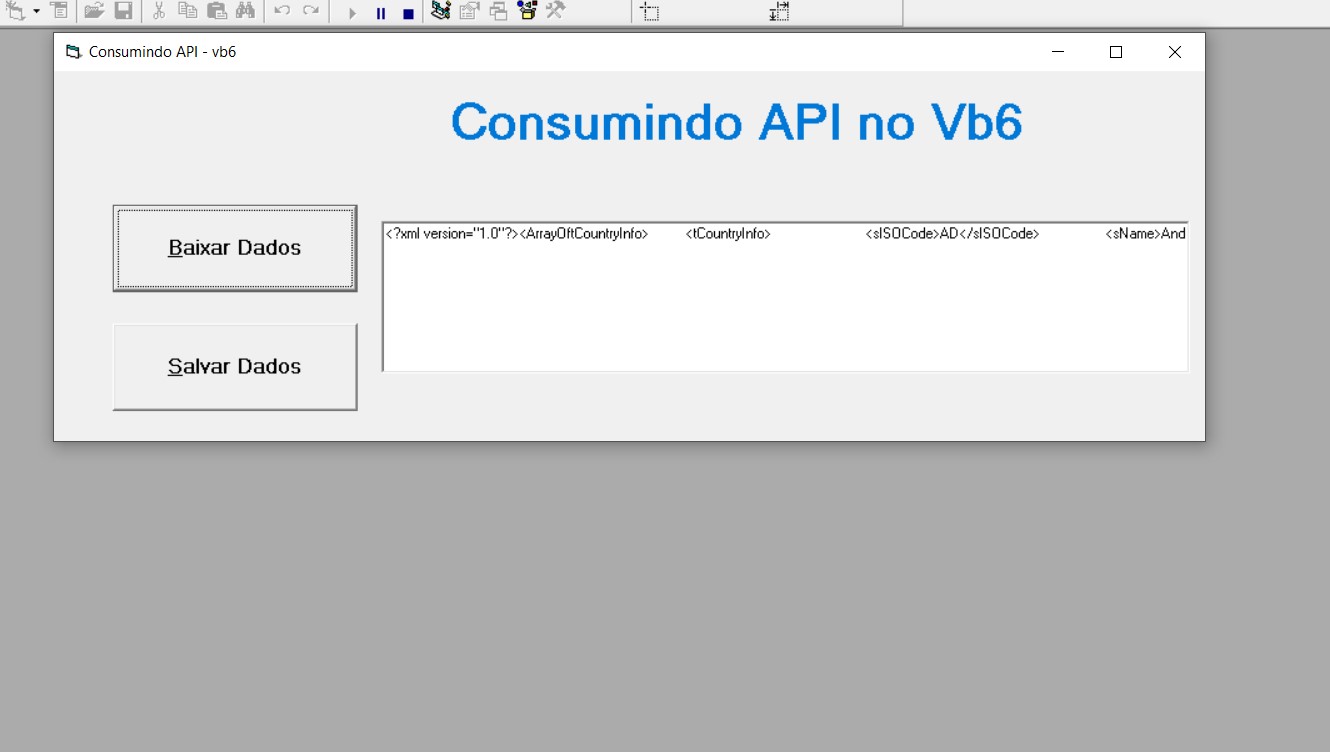 Consumindo API - vb6
Consumindo API no Vb6
Baixar Dados
<?xml version="1.0"?><ArrayOftCountryInfo> <tCountryInfo> <sISOCode>AD</sISOCode> <sName>And
Salvar Dados